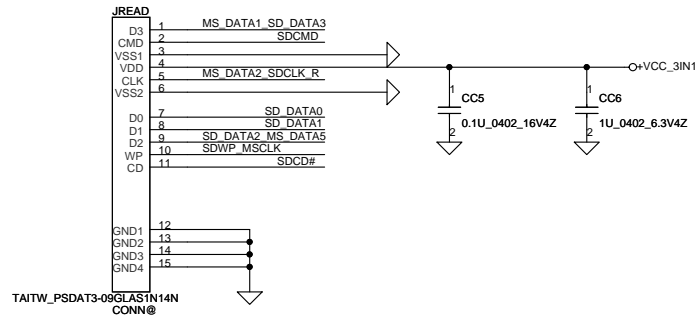 JREAD
D3 1 MS_DATA1_SD_DATA3
CMD 2 SDCMD
VSS1 3
VDD 4 +VCC_3IN1
CLK 5 MS_DATA2_SDCLK_R
VSS2 6
D0 7 SD_DATA0
D1 8 SD_DATA1
D2 9 SD_DATA2_MS_DATA5
WP 10 SDWP_MSCLK
CD 11 SDCD#
GND1 12
GND2 13
GND3 14
GND4 15
TAITW_PSDAT3-09GLAS1N14N
CONN@
1
CC5
0.1U_0402_16V4Z
2
1
CC6
1U_0402_6.3V4Z
2